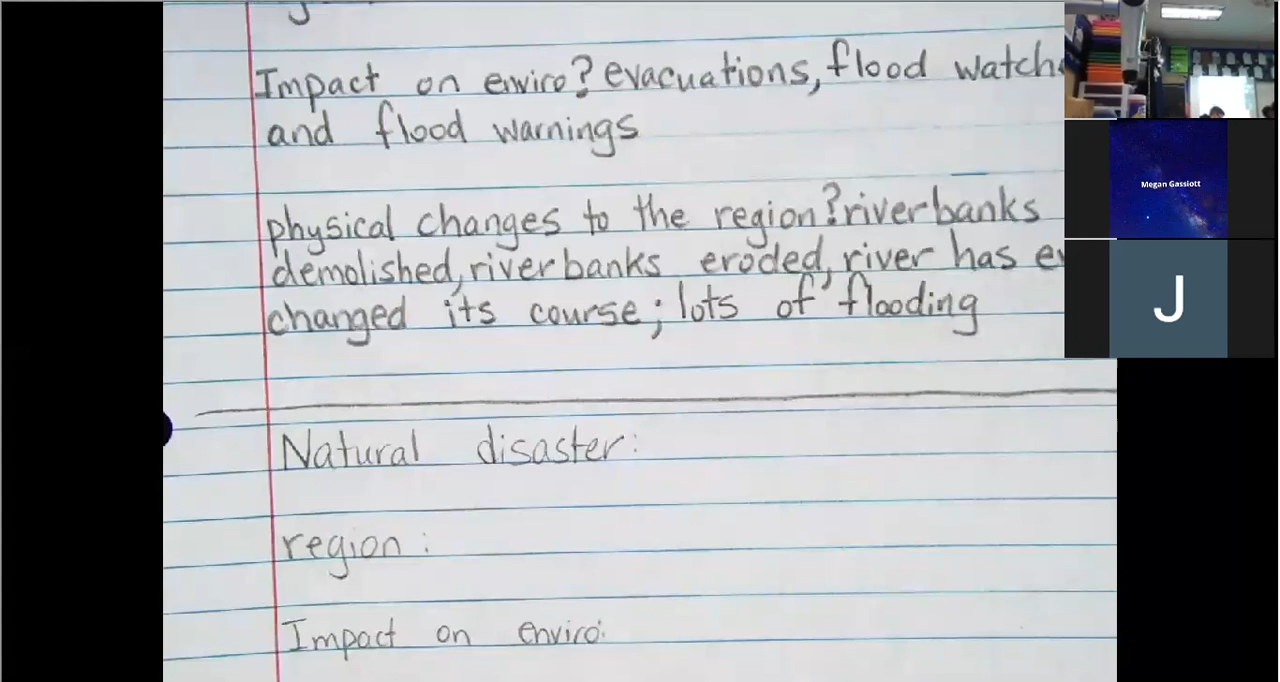 Impact on enviro? evacuations, flood
and flood warnings
physical changes to the region? riverbanks
demolished, riverbanks eroded, river has
changed its course; lots of flooding
Natural disaster:
region:
Impact on enviro:
Megan Gassiott
J